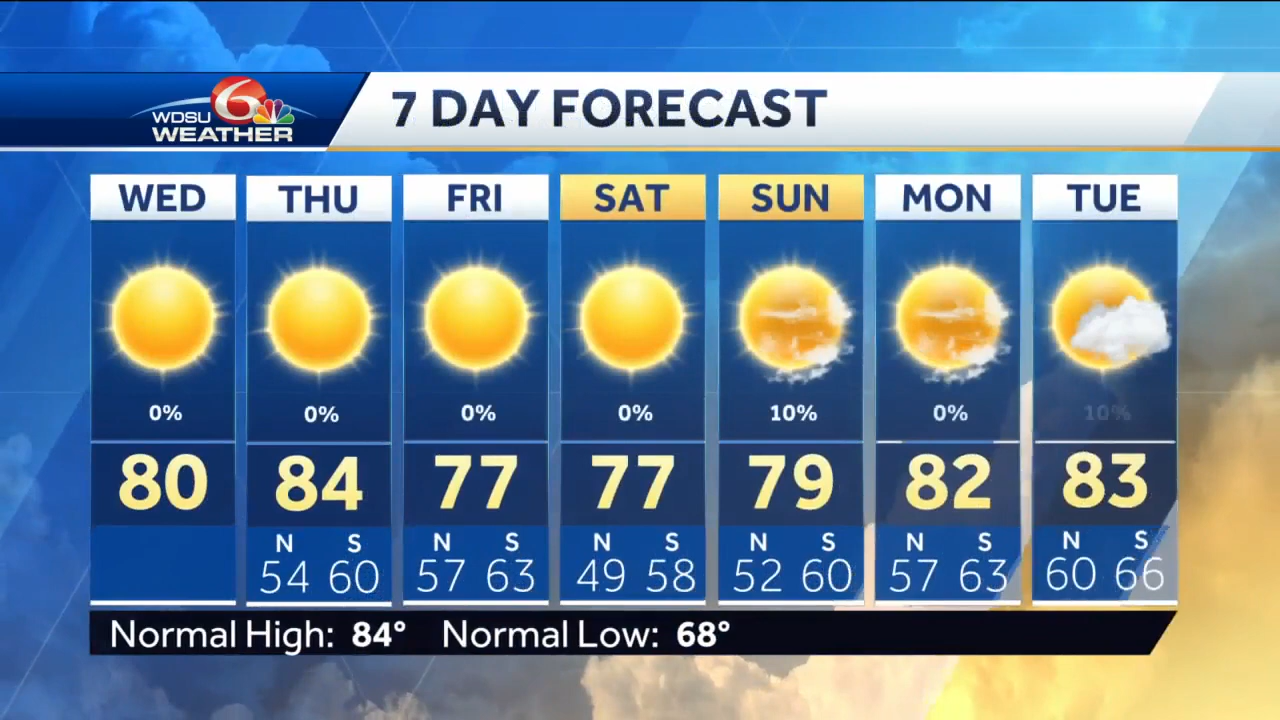 WDSU 6
WEATHER
7 DAY FORECAST
WED THU FRI SAT SUN MON TUE
0% 0% 0% 0% 10% 0% 10%
80 84 77 77 79 82 83
N S N S N S N S N S N S
54 60 57 63 49 58 52 60 57 63 60 66
Normal High: 84° Normal Low: 68°